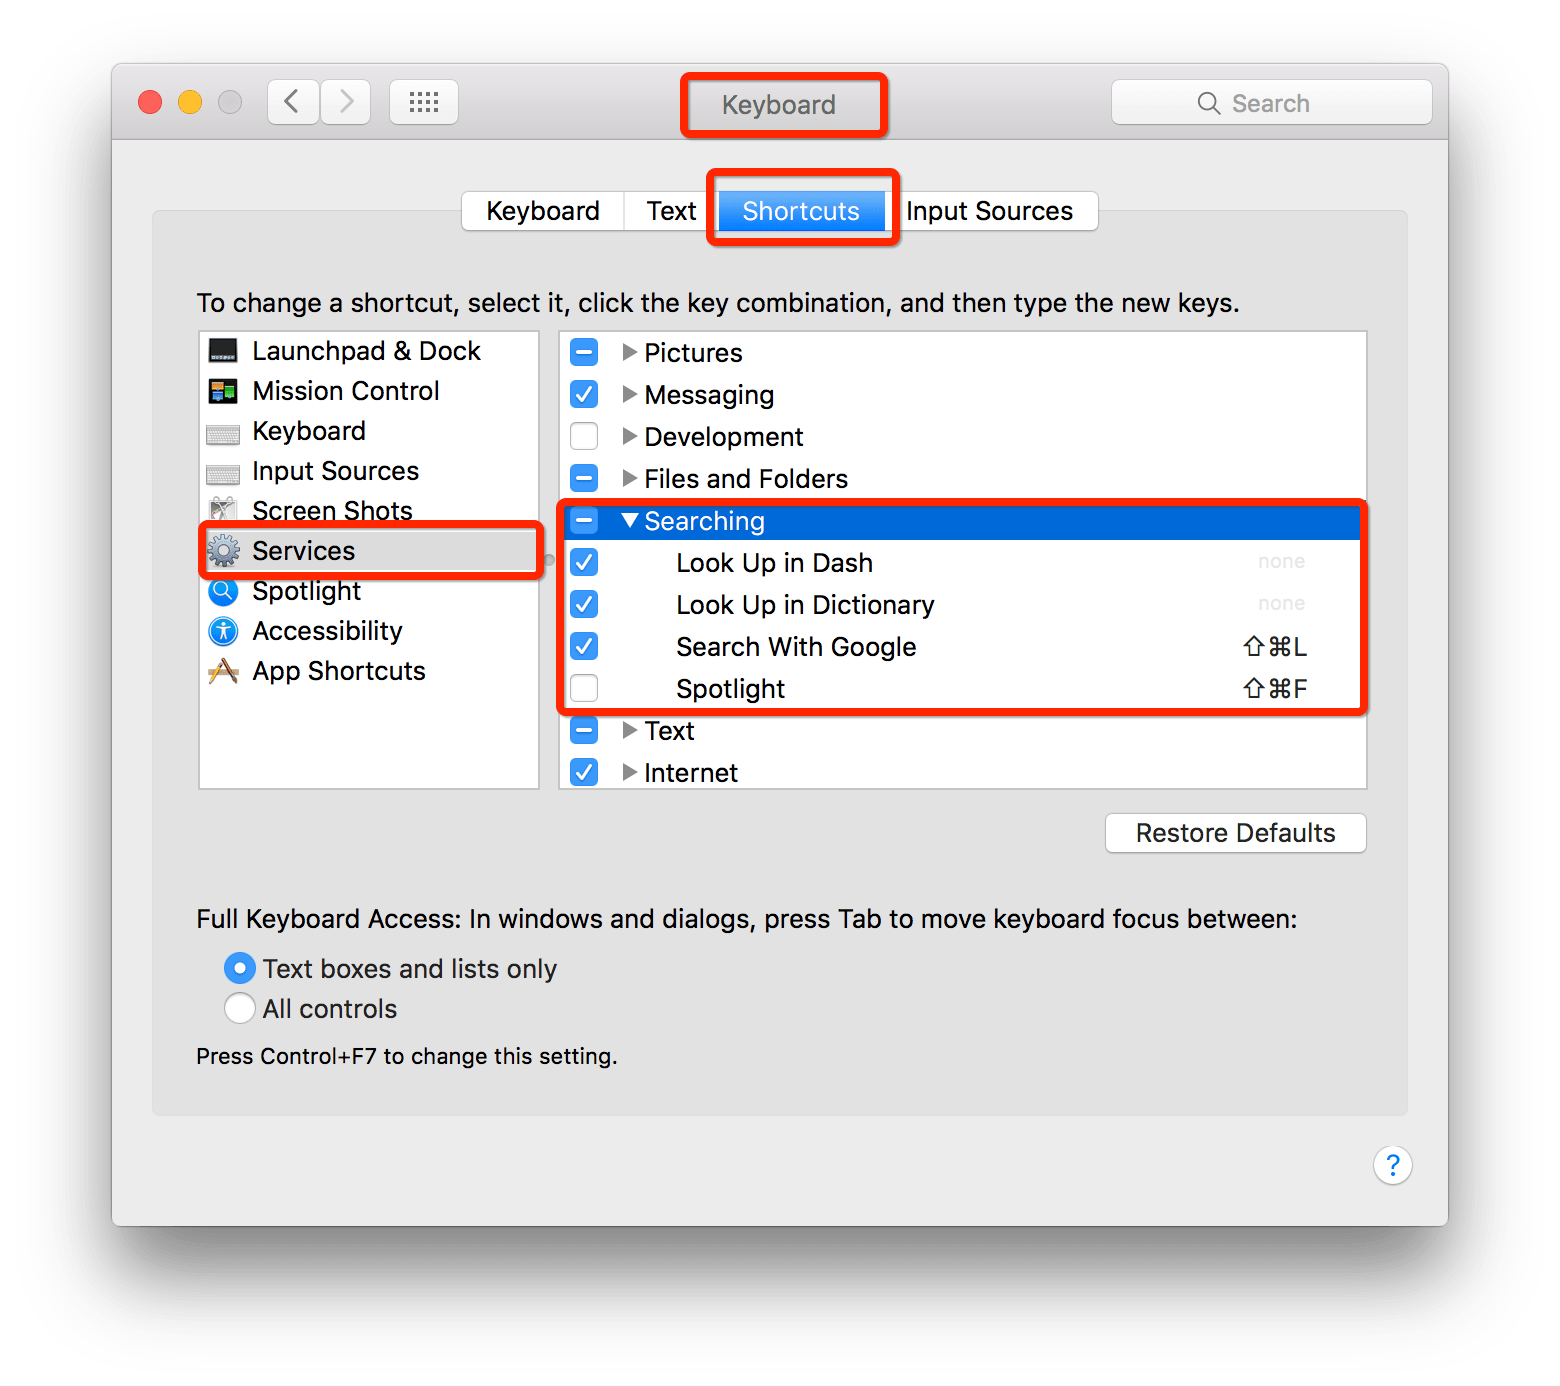 Keyboard
Search
Keyboard
Text
Shortcuts
Input Sources
To change a shortcut, select it, click the key combination, and then type the new keys.
Launchpad & Dock
Mission Control
Keyboard
Input Sources
Screen Shots
Services
Spotlight
Accessibility
App Shortcuts
Pictures
Messaging
Development
Files and Folders
Searching
Look Up in Dash none
Look Up in Dictionary none
Search With Google ⇧⌘L
Spotlight ⇧⌘F
Text
Internet
Restore Defaults
Full Keyboard Access: In windows and dialogs, press Tab to move keyboard focus between:
Text boxes and lists only
All controls
Press Control+F7 to change this setting.
?